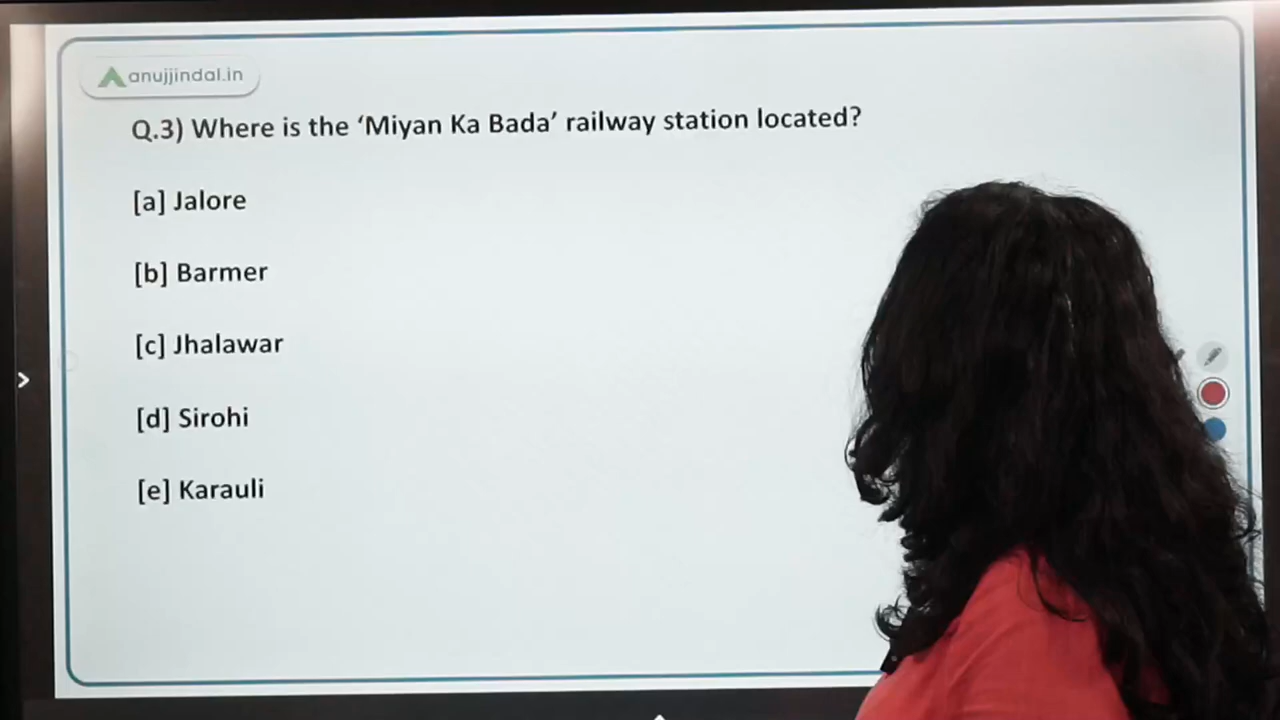 anujjindal.in
Q.3) Where is the ‘Miyan Ka Bada’ railway station located?
[a] Jalore
[b] Barmer
[c] Jhalawar
[d] Sirohi
[e] Karauli